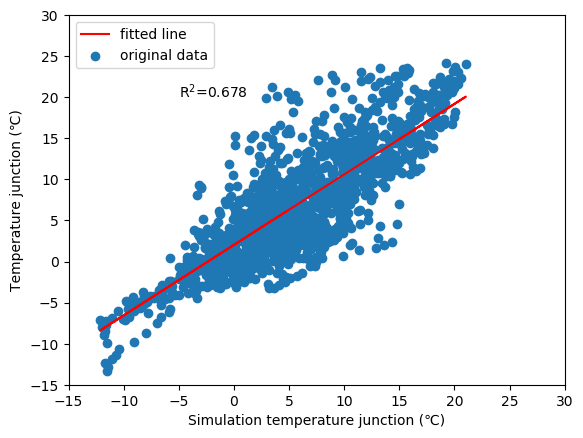 30
25
20
15
10
5
0
−5
−10
−15
−15 −10 −5 0 5 10 15 20 25 30
Temperature junction (℃)
Simulation temperature junction (℃)
fitted line
original data
R²=0.678